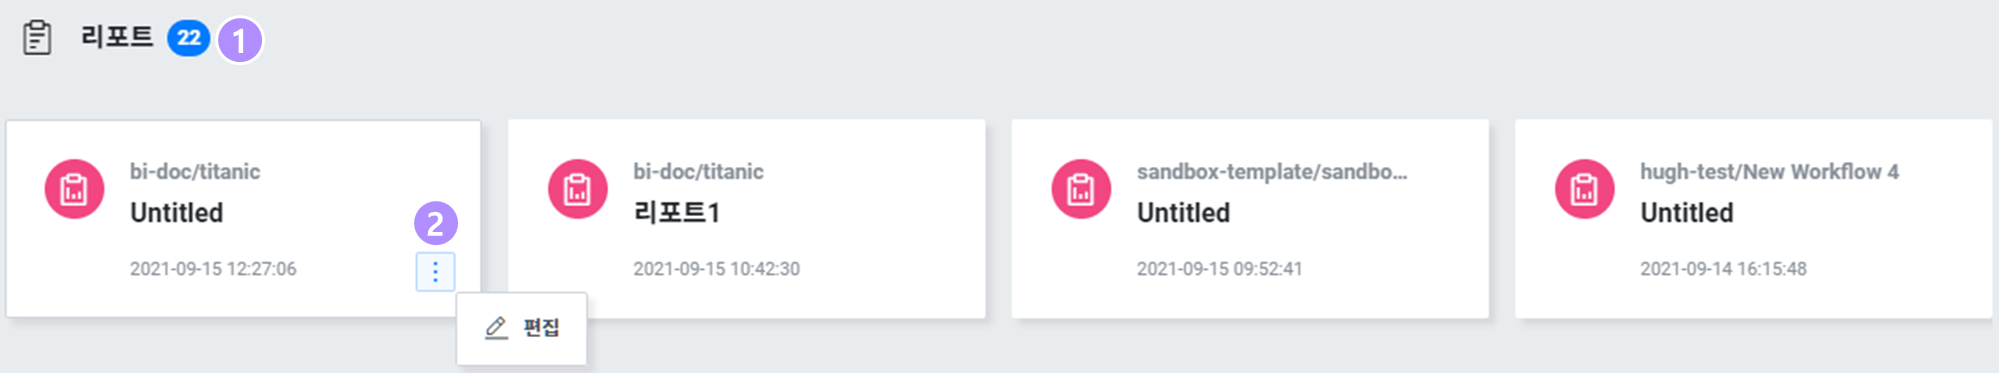 리포트 22 1
bi-doc/titanic
Untitled
2
2021-09-15 12:27:06
편집
bi-doc/titanic
리포트1
2021-09-15 10:42:30
sandbox-template/sandbo...
Untitled
2021-09-15 09:52:41
hugh-test/New Workflow 4
Untitled
2021-09-14 16:15:48